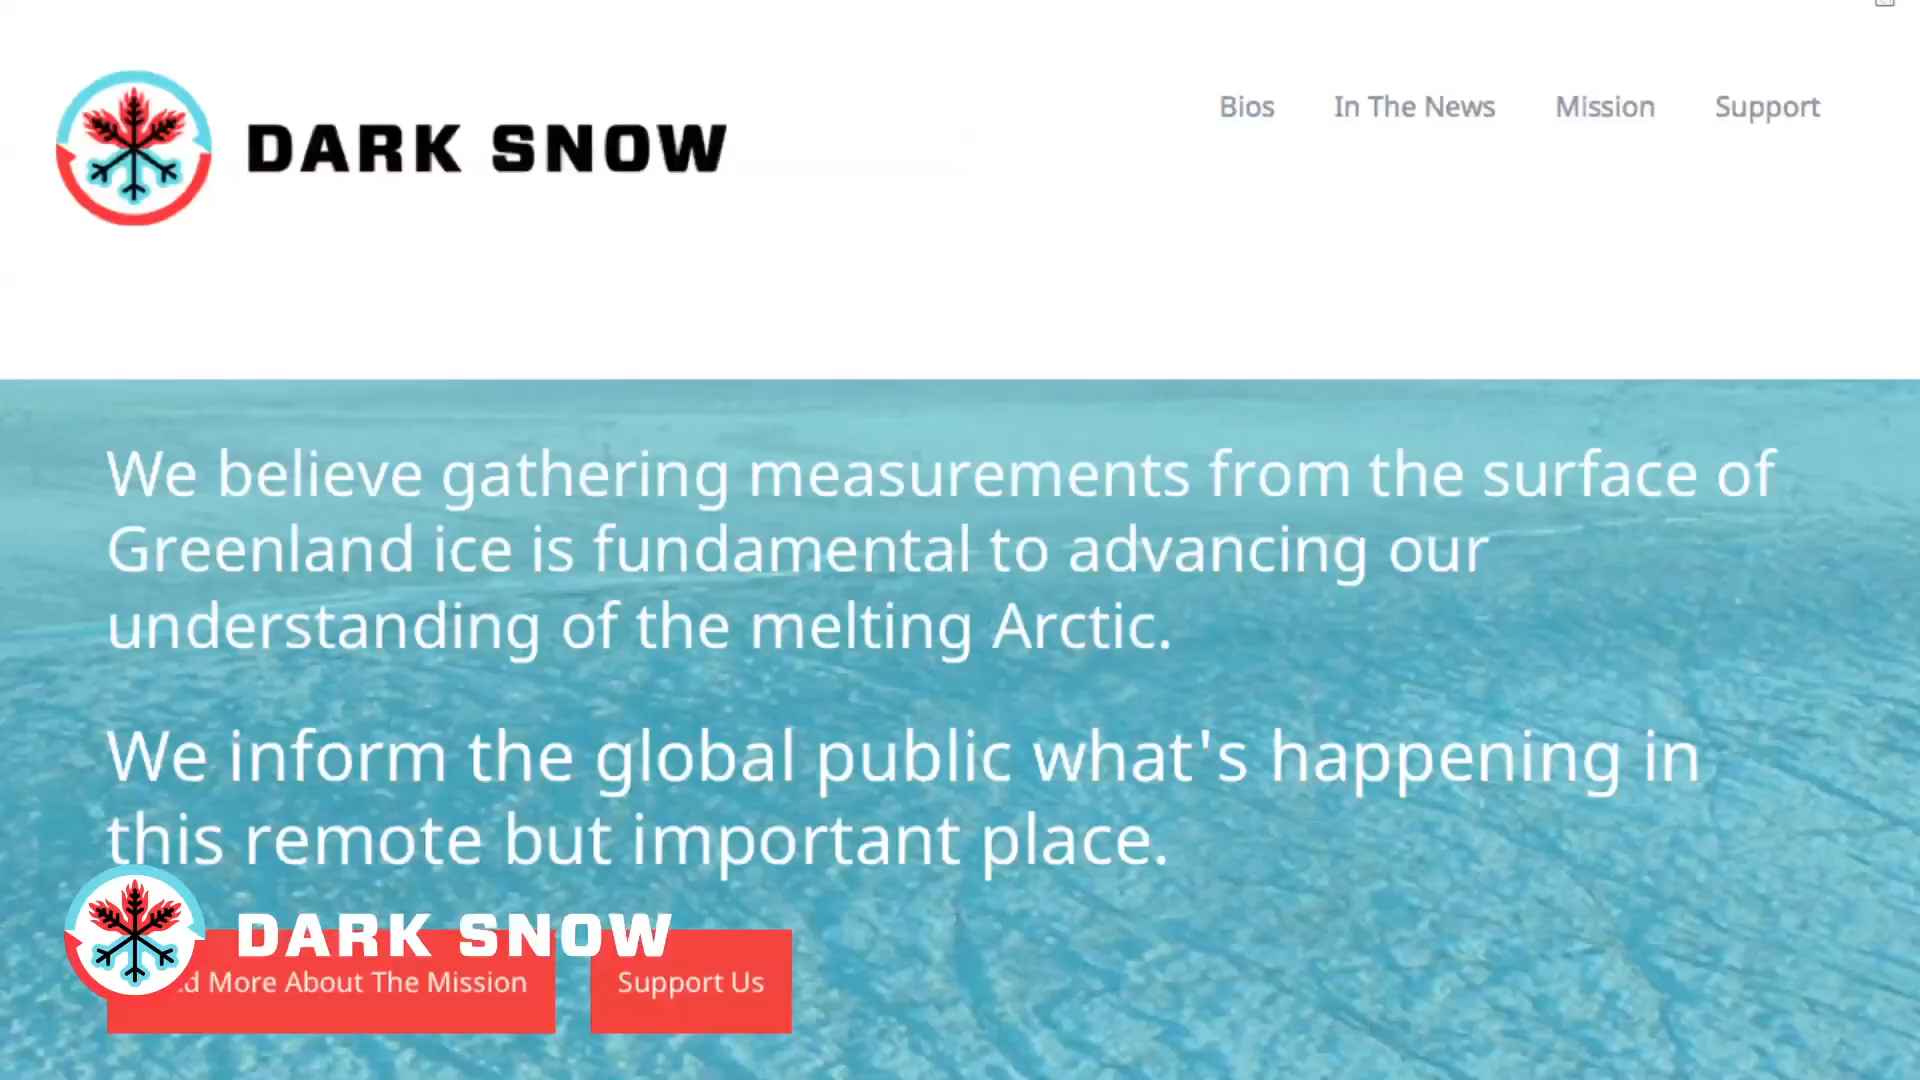 DARK SNOW
Bios
In The News
Mission
Support
We believe gathering measurements from the surface of
Greenland ice is fundamental to advancing our
understanding of the melting Arctic.
We inform the global public what's happening in
this remote but important place.
DARK SNOW
More About The Mission
Support Us